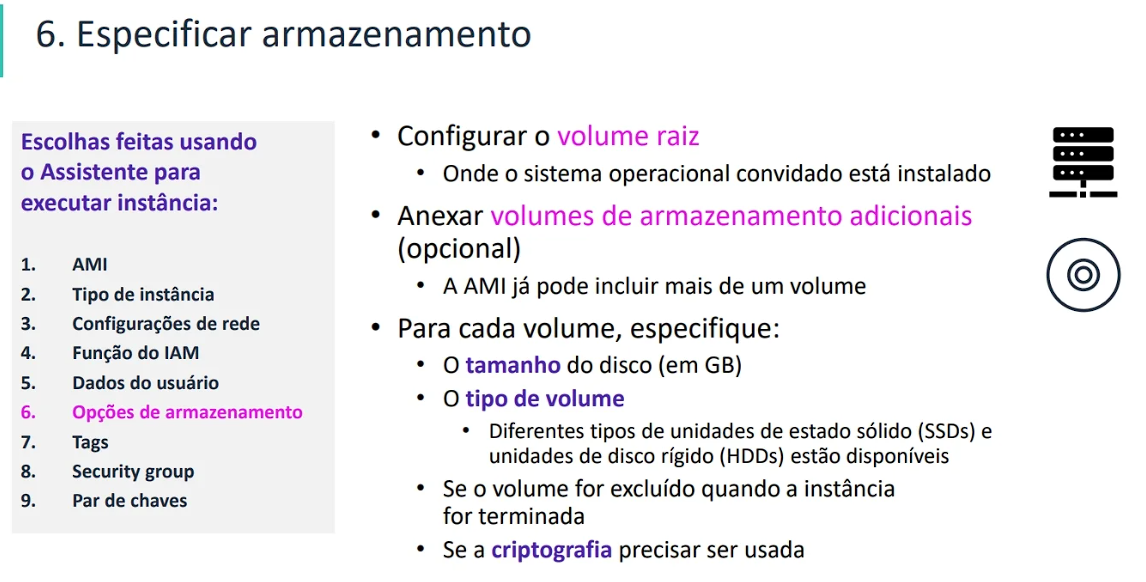 6. Especificar armazenamento
Escolhas feitas usando
o Assistente para
executar instância:
1. AMI
2. Tipo de instância
3. Configurações de rede
4. Função do IAM
5. Dados do usuário
6. Opções de armazenamento
7. Tags
8. Security group
9. Par de chaves
• Configurar o volume raiz
• Onde o sistema operacional convidado está instalado
• Anexar volumes de armazenamento adicionais
(opcional)
• A AMI já pode incluir mais de um volume
• Para cada volume, especifique:
• O tamanho do disco (em GB)
• O tipo de volume
• Diferentes tipos de unidades de estado sólido (SSDs) e
unidades de disco rígido (HDDs) estão disponíveis
• Se o volume for excluído quando a instância
for terminada
• Se a criptografia precisar ser usada